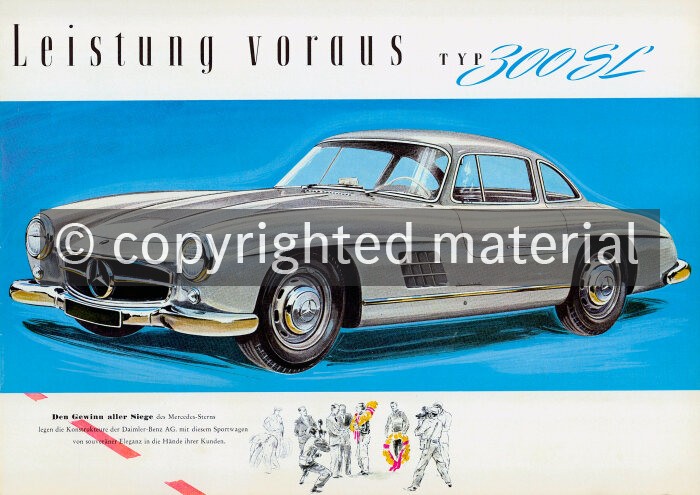 Leistung voraus TYP 300 SL
© copyrighted material
Den Gewinn aller Siege des Mercedes-Sterns
legen die Konstrukteure der Daimler-Benz AG. mit diesem Sportwagen
von souveräner Eleganz in die Hände ihrer Kunden.